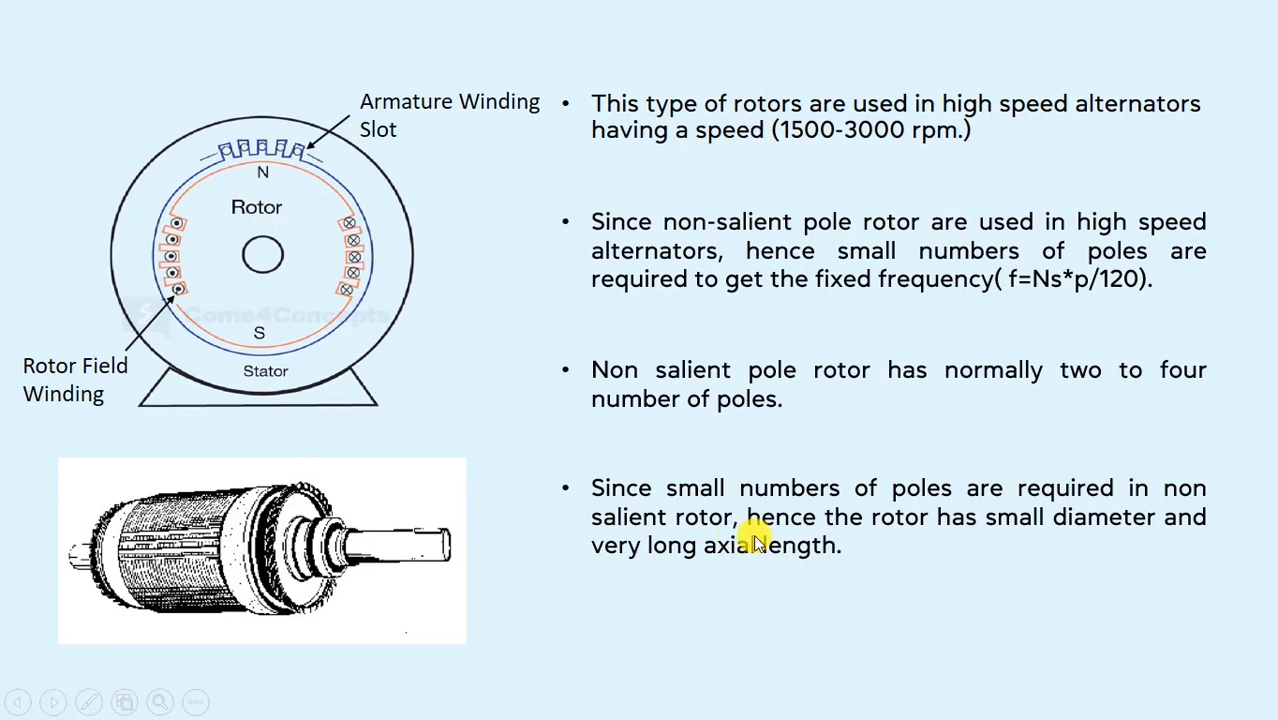 Armature Winding
Slot
N
Rotor
S
Stator
Rotor Field
Winding
Come4Concepts
• This type of rotors are used in high speed alternators
having a speed (1500-3000 rpm.)
• Since non-salient pole rotor are used in high speed
alternators, hence small numbers of poles are
required to get the fixed frequency( f=Ns*p/120).
• Non salient pole rotor has normally two to four
number of poles.
• Since small numbers of poles are required in non
salient rotor, hence the rotor has small diameter and
very long axial length.